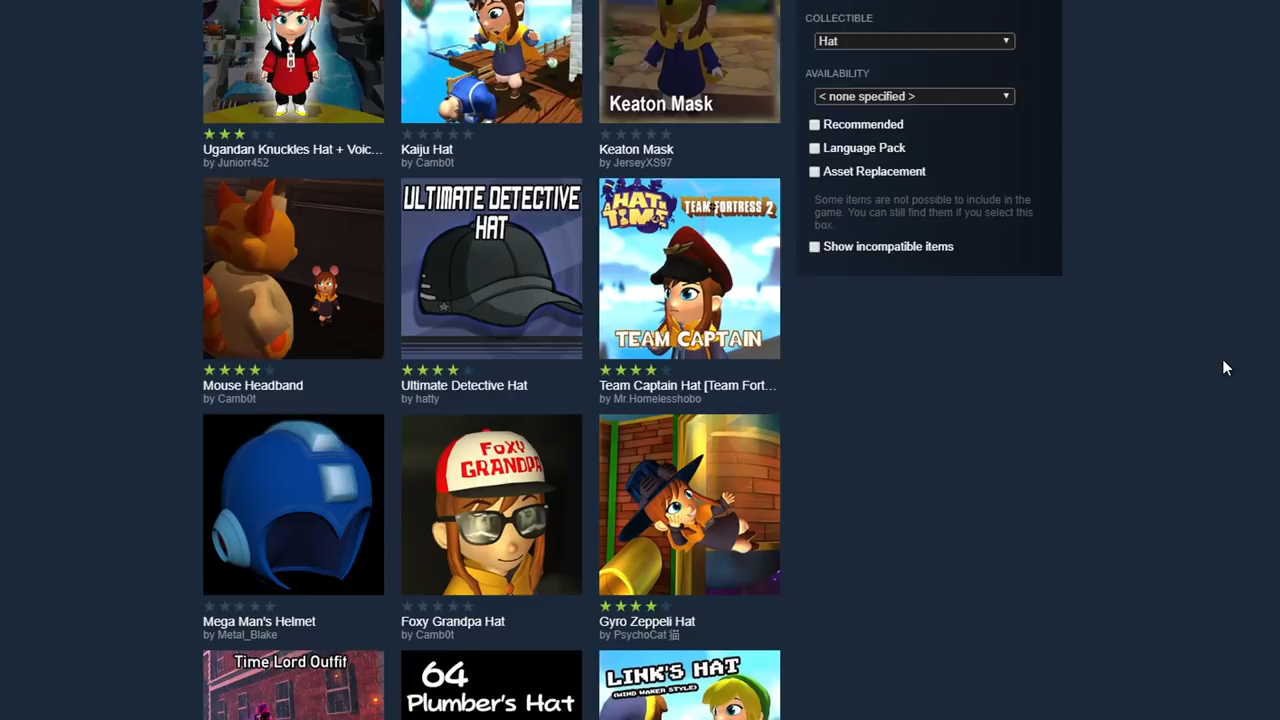 Keaton Mask
COLLECTIBLE
Hat
AVAILABILITY
< none specified >
Recommended
Language Pack
Asset Replacement
Some items are not possible to include in the
game. You can still find them if you select this
box.
Show incompatible items
Ugandan Knuckles Hat + Voic...
by Juniorr452
Kaiju Hat
by Camb0t
Keaton Mask
by JerseyXS97
ULTIMATE DETECTIVE
HAT
A HAT IN
TIME
TEAM FORTRESS 2
TEAM CAPTAIN
Mouse Headband
by Camb0t
Ultimate Detective Hat
by hatty
Team Captain Hat [Team Fort...
by Mr.Homelesshobo
FOXY
GRANDPA
Mega Man's Helmet
by Metal_Blake
Foxy Grandpa Hat
by Camb0t
Gyro Zeppeli Hat
by PsychoCat 猫
Time Lord Outfit
64
Plumber's Hat
LINK'S HAT
(WIND WAKER STYLE)